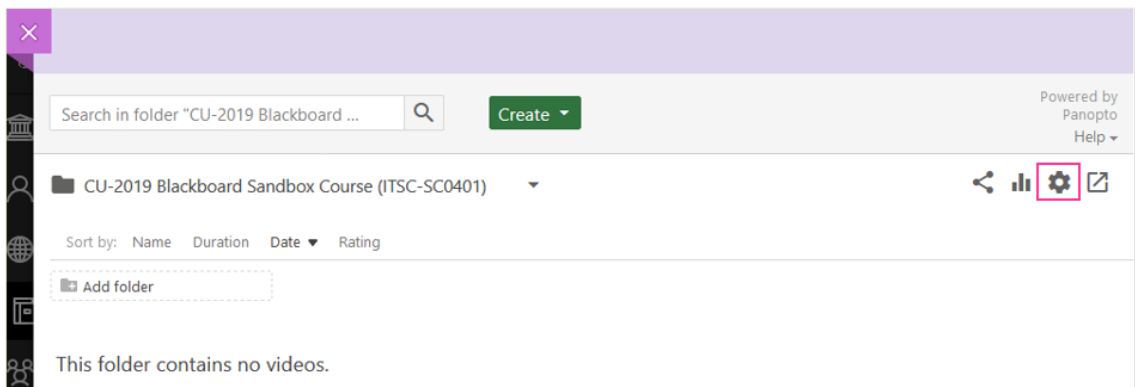 Search in folder "CU-2019 Blackboard ...
Create
Powered by
Panopto
Help
CU-2019 Blackboard Sandbox Course (ITSC-SC0401)
Sort by: Name Duration Date Rating
Add folder
This folder contains no videos.